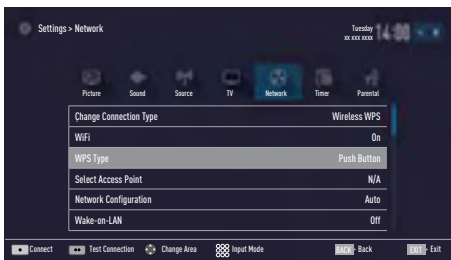 Settings > Network
Tuesday
xx xxx xxxx
14:00
Picture Sound Source TV Network Timer Parental
Change Connection Type Wireless WPS
WiFi On
WPS Type Push Button
Select Access Point N/A
Network Configuration Auto
Wake-on-LAN Off
Connect Test Connection Change Area Input Mode BACK - Back EXIT - Exit